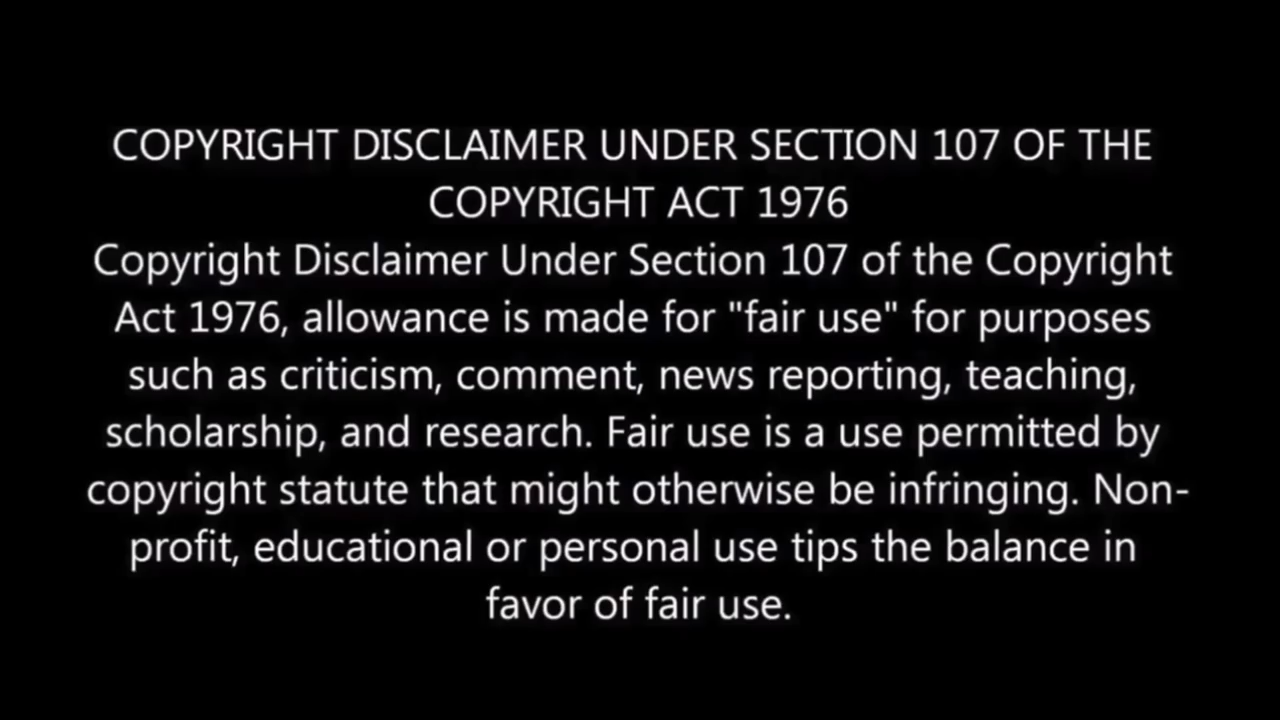 COPYRIGHT DISCLAIMER UNDER SECTION 107 OF THE
COPYRIGHT ACT 1976
Copyright Disclaimer Under Section 107 of the Copyright
Act 1976, allowance is made for "fair use" for purposes
such as criticism, comment, news reporting, teaching,
scholarship, and research. Fair use is a use permitted by
copyright statute that might otherwise be infringing. Non-
profit, educational or personal use tips the balance in
favor of fair use.